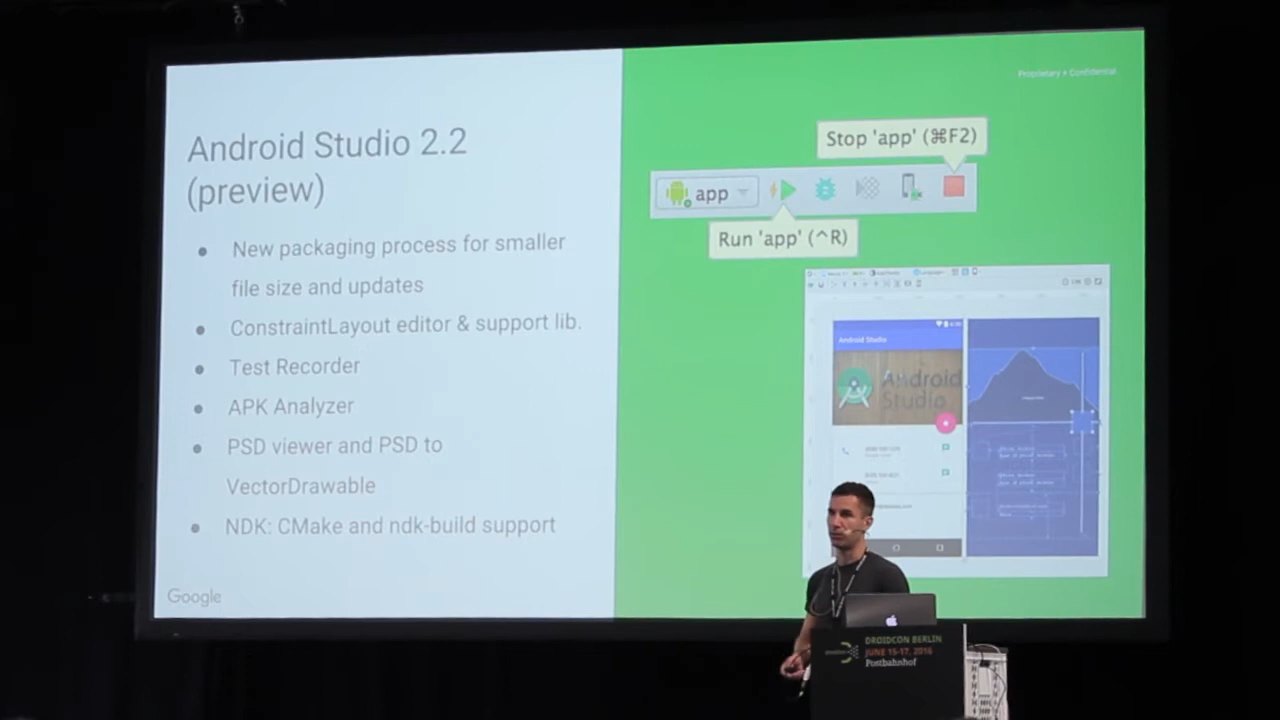 Proprietary + Confidential
Android Studio 2.2
(preview)
● New packaging process for smaller
file size and updates
● ConstraintLayout editor & support lib.
● Test Recorder
● APK Analyzer
● PSD viewer and PSD to
VectorDrawable
● NDK: CMake and ndk-build support
Google
Stop 'app' (⌘F2)
app
Run 'app' (^R)
Android Studio
Android
Studio
DROIDCON BERLIN
JUNE 15-17, 2016
Postbahnhof